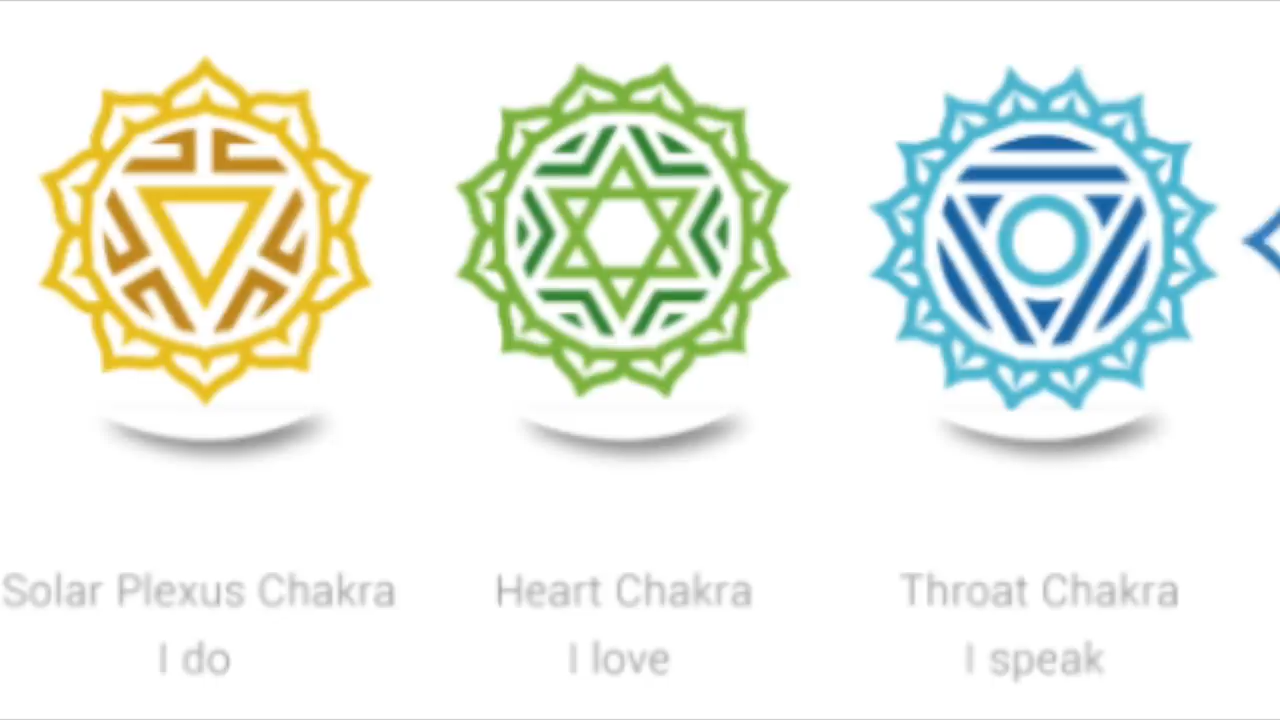 Solar Plexus Chakra
I do
Heart Chakra
I love
Throat Chakra
I speak